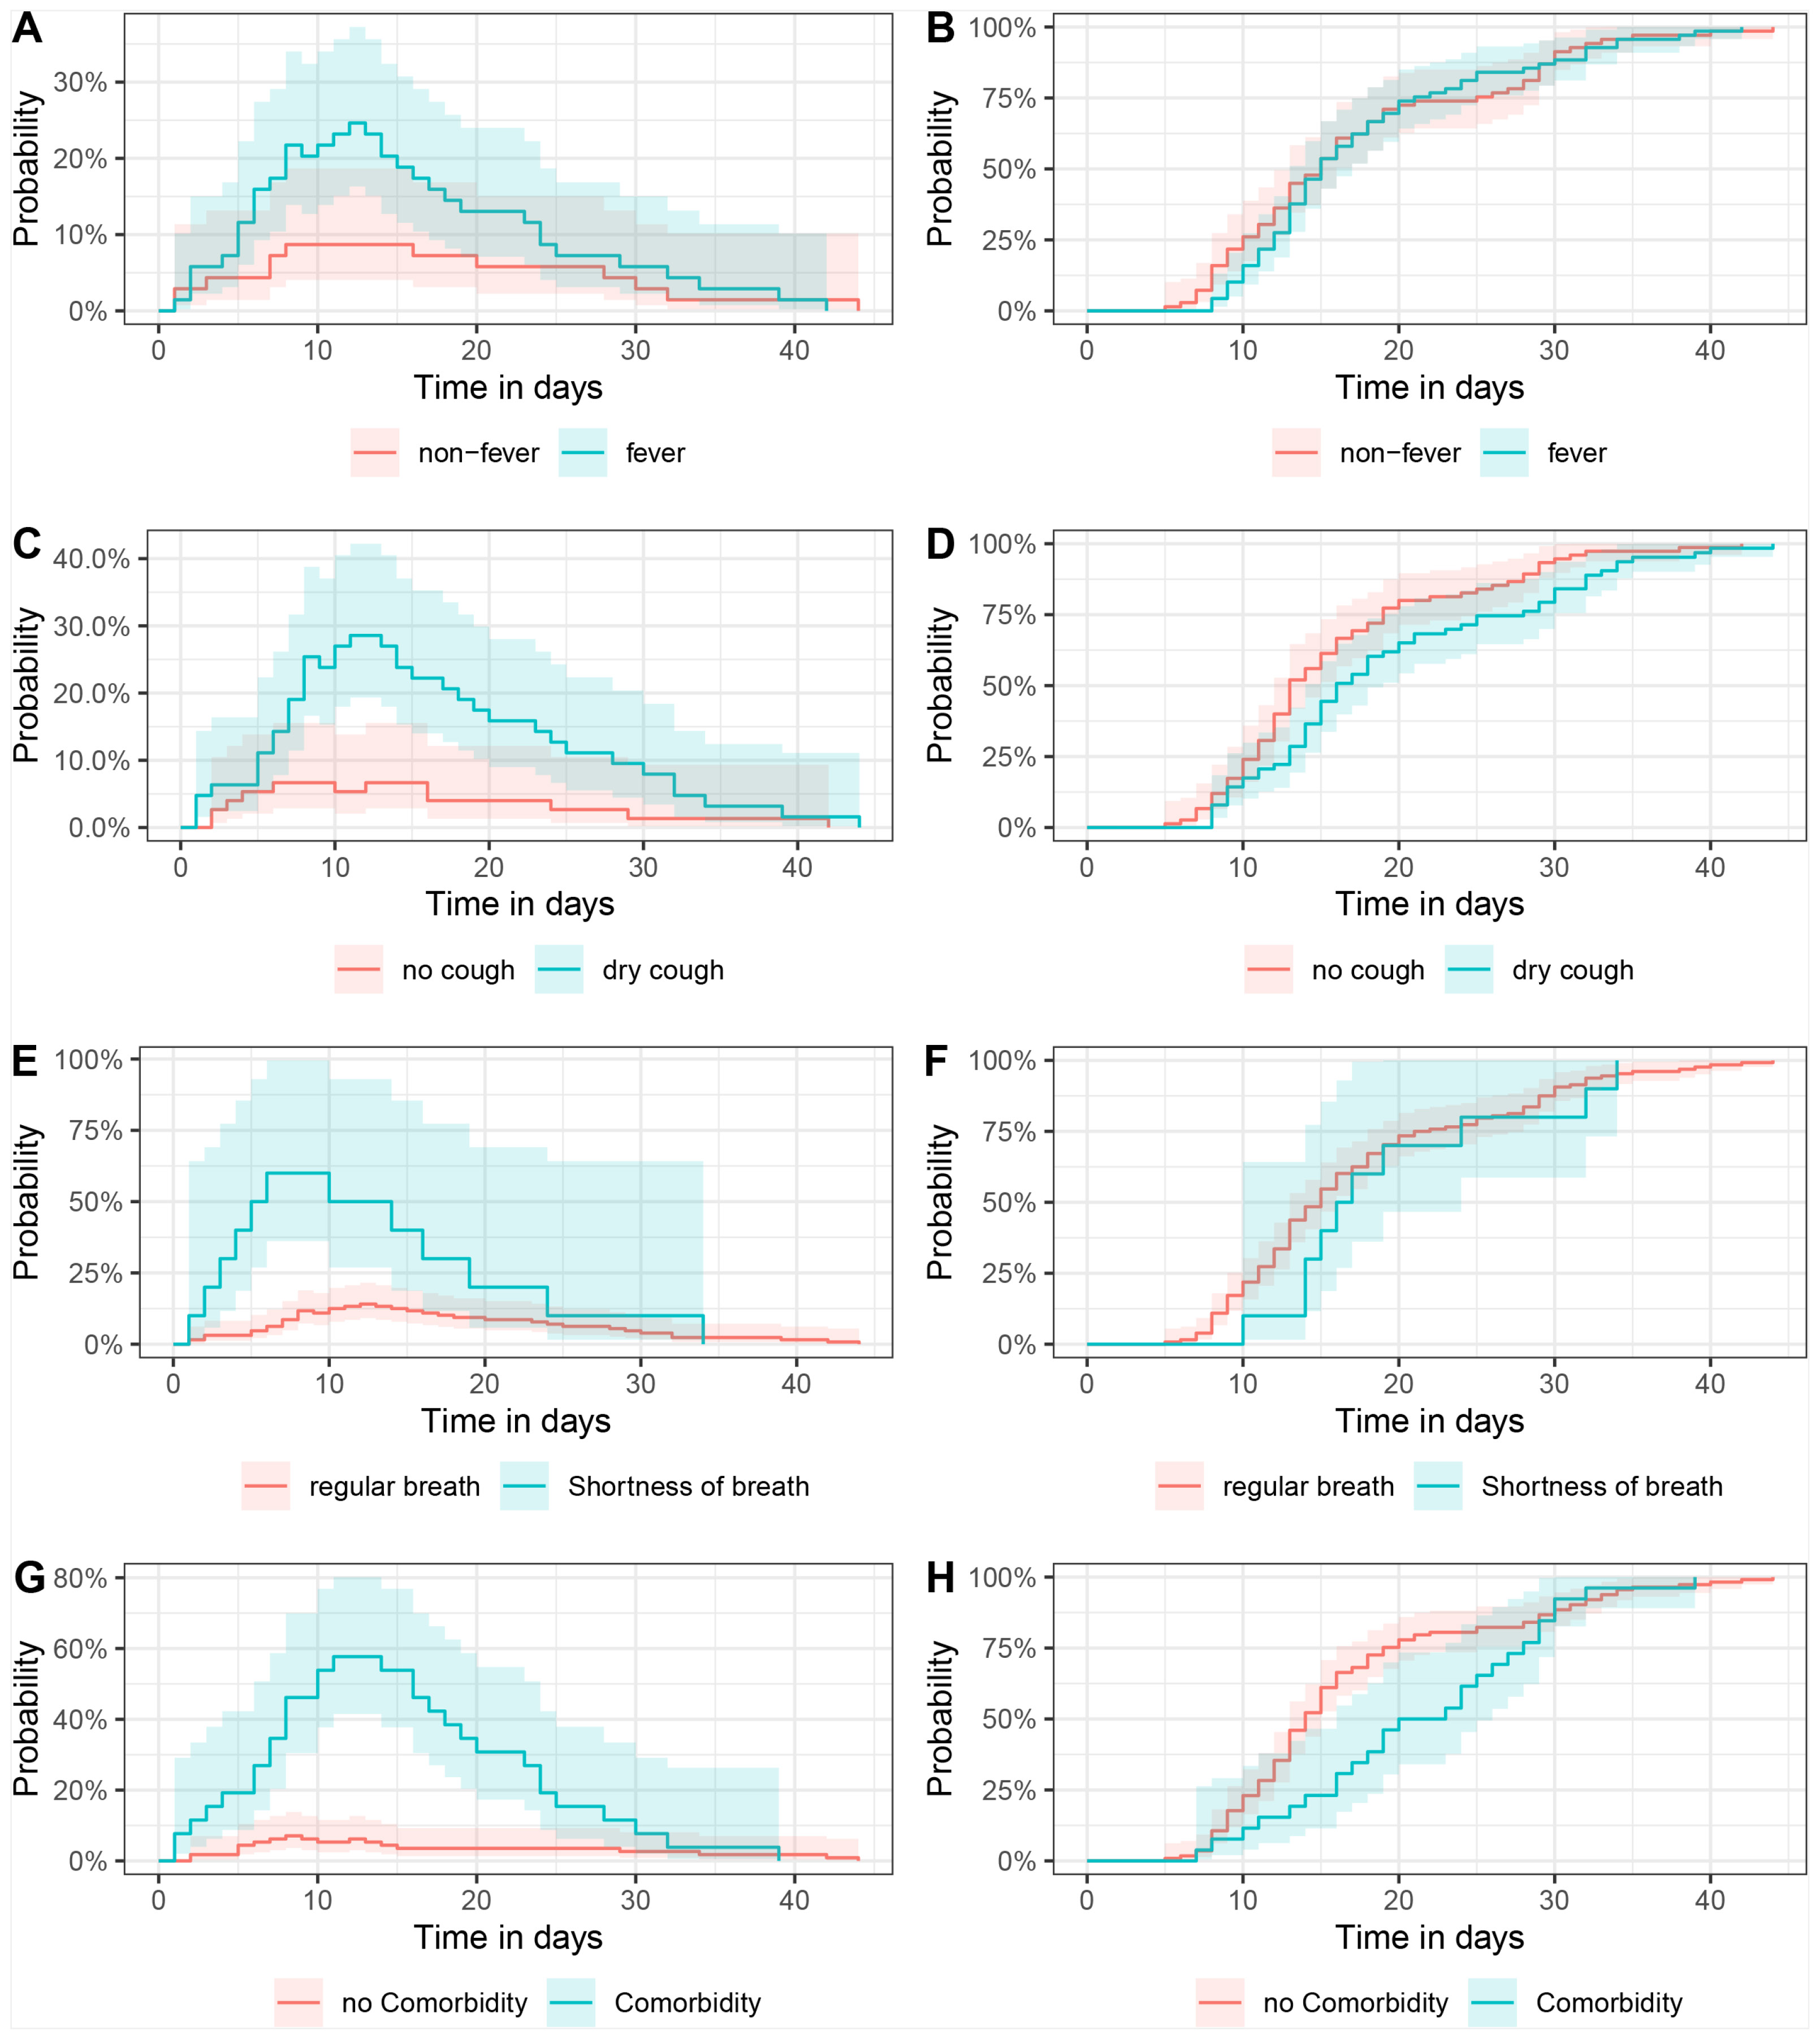 A
Probability
30%
20%
10%
0%
0 10 20 30 40
Time in days
non−fever fever
B
Probability
100%
75%
50%
25%
0%
0 10 20 30 40
Time in days
non−fever fever
C
Probability
40.0%
30.0%
20.0%
10.0%
0.0%
0 10 20 30 40
Time in days
no cough dry cough
D
Probability
100%
75%
50%
25%
0%
0 10 20 30 40
Time in days
no cough dry cough
E
Probability
100%
75%
50%
25%
0%
0 10 20 30 40
Time in days
regular breath Shortness of breath
F
Probability
100%
75%
50%
25%
0%
0 10 20 30 40
Time in days
regular breath Shortness of breath
G
Probability
80%
60%
40%
20%
0%
0 10 20 30 40
Time in days
no Comorbidity Comorbidity
H
Probability
100%
75%
50%
25%
0%
0 10 20 30 40
Time in days
no Comorbidity Comorbidity